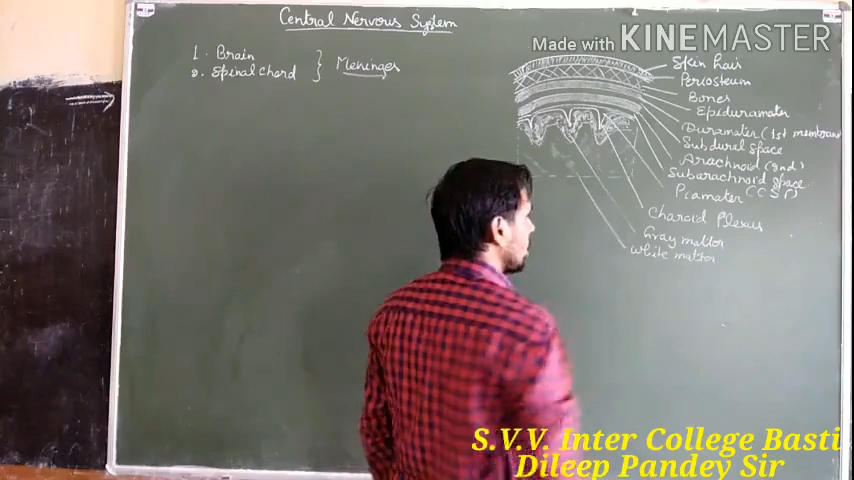 Central Nervous System
1. Brain
2. Spinal Chord
Meninges
Made with KINEMASTER
Skin hair
Periosteum
Bones
Epiduramater
Duramater (1st membrane
Subdural Space
Arachnoid (2nd)
Subarachnoid Space
Piamater (CSF)
Charoid Plexus
Gray mattor
White mattor
S.V.V. Inter College Basti
Dileep Pandey Sir